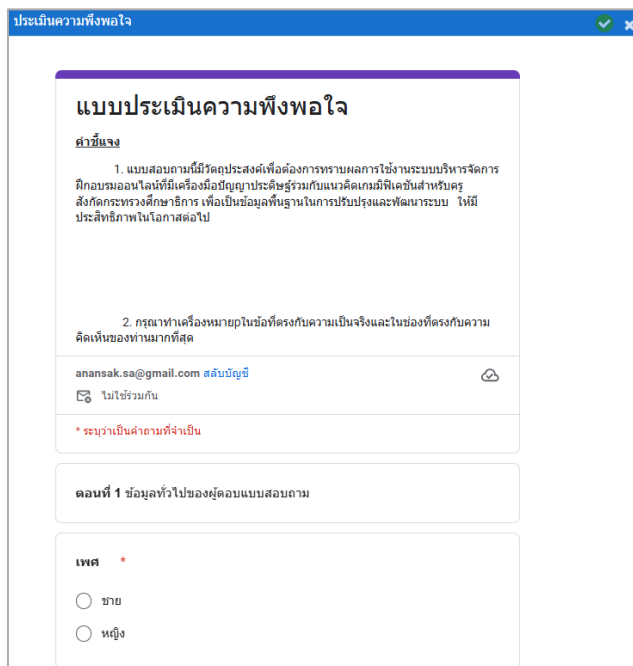 ประเมินความพึงพอใจ
แบบประเมินความพึงพอใจ
คำชี้แจง
1. แบบสอบถามนี้มีวัตถุประสงค์เพื่อต้องการทราบผลการใช้งานระบบบริหารจัดการ
ฝึกอบรมออนไลน์ที่มีเครื่องมือปัญญาประดิษฐ์ร่วมกับแนวคิดเกมมิฟิเคชันสำหรับครู
สังกัดกระทรวงศึกษาธิการ เพื่อเป็นข้อมูลพื้นฐานในการปรับปรุงและพัฒนาระบบ ให้มี
ประสิทธิภาพในโอกาสต่อไป
2. กรุณาทำเครื่องหมายpในข้อที่ตรงกับความเป็นจริงและในช่องที่ตรงกับความ
คิดเห็นของท่านมากที่สุด
anansak.sa@gmail.com สลับบัญชี
ไม่ใช่ร่วมกัน
* ระบุว่าเป็นคำถามที่จำเป็น
ตอนที่ 1 ข้อมูลทั่วไปของผู้ตอบแบบสอบถาม
เพศ *
ชาย
หญิง